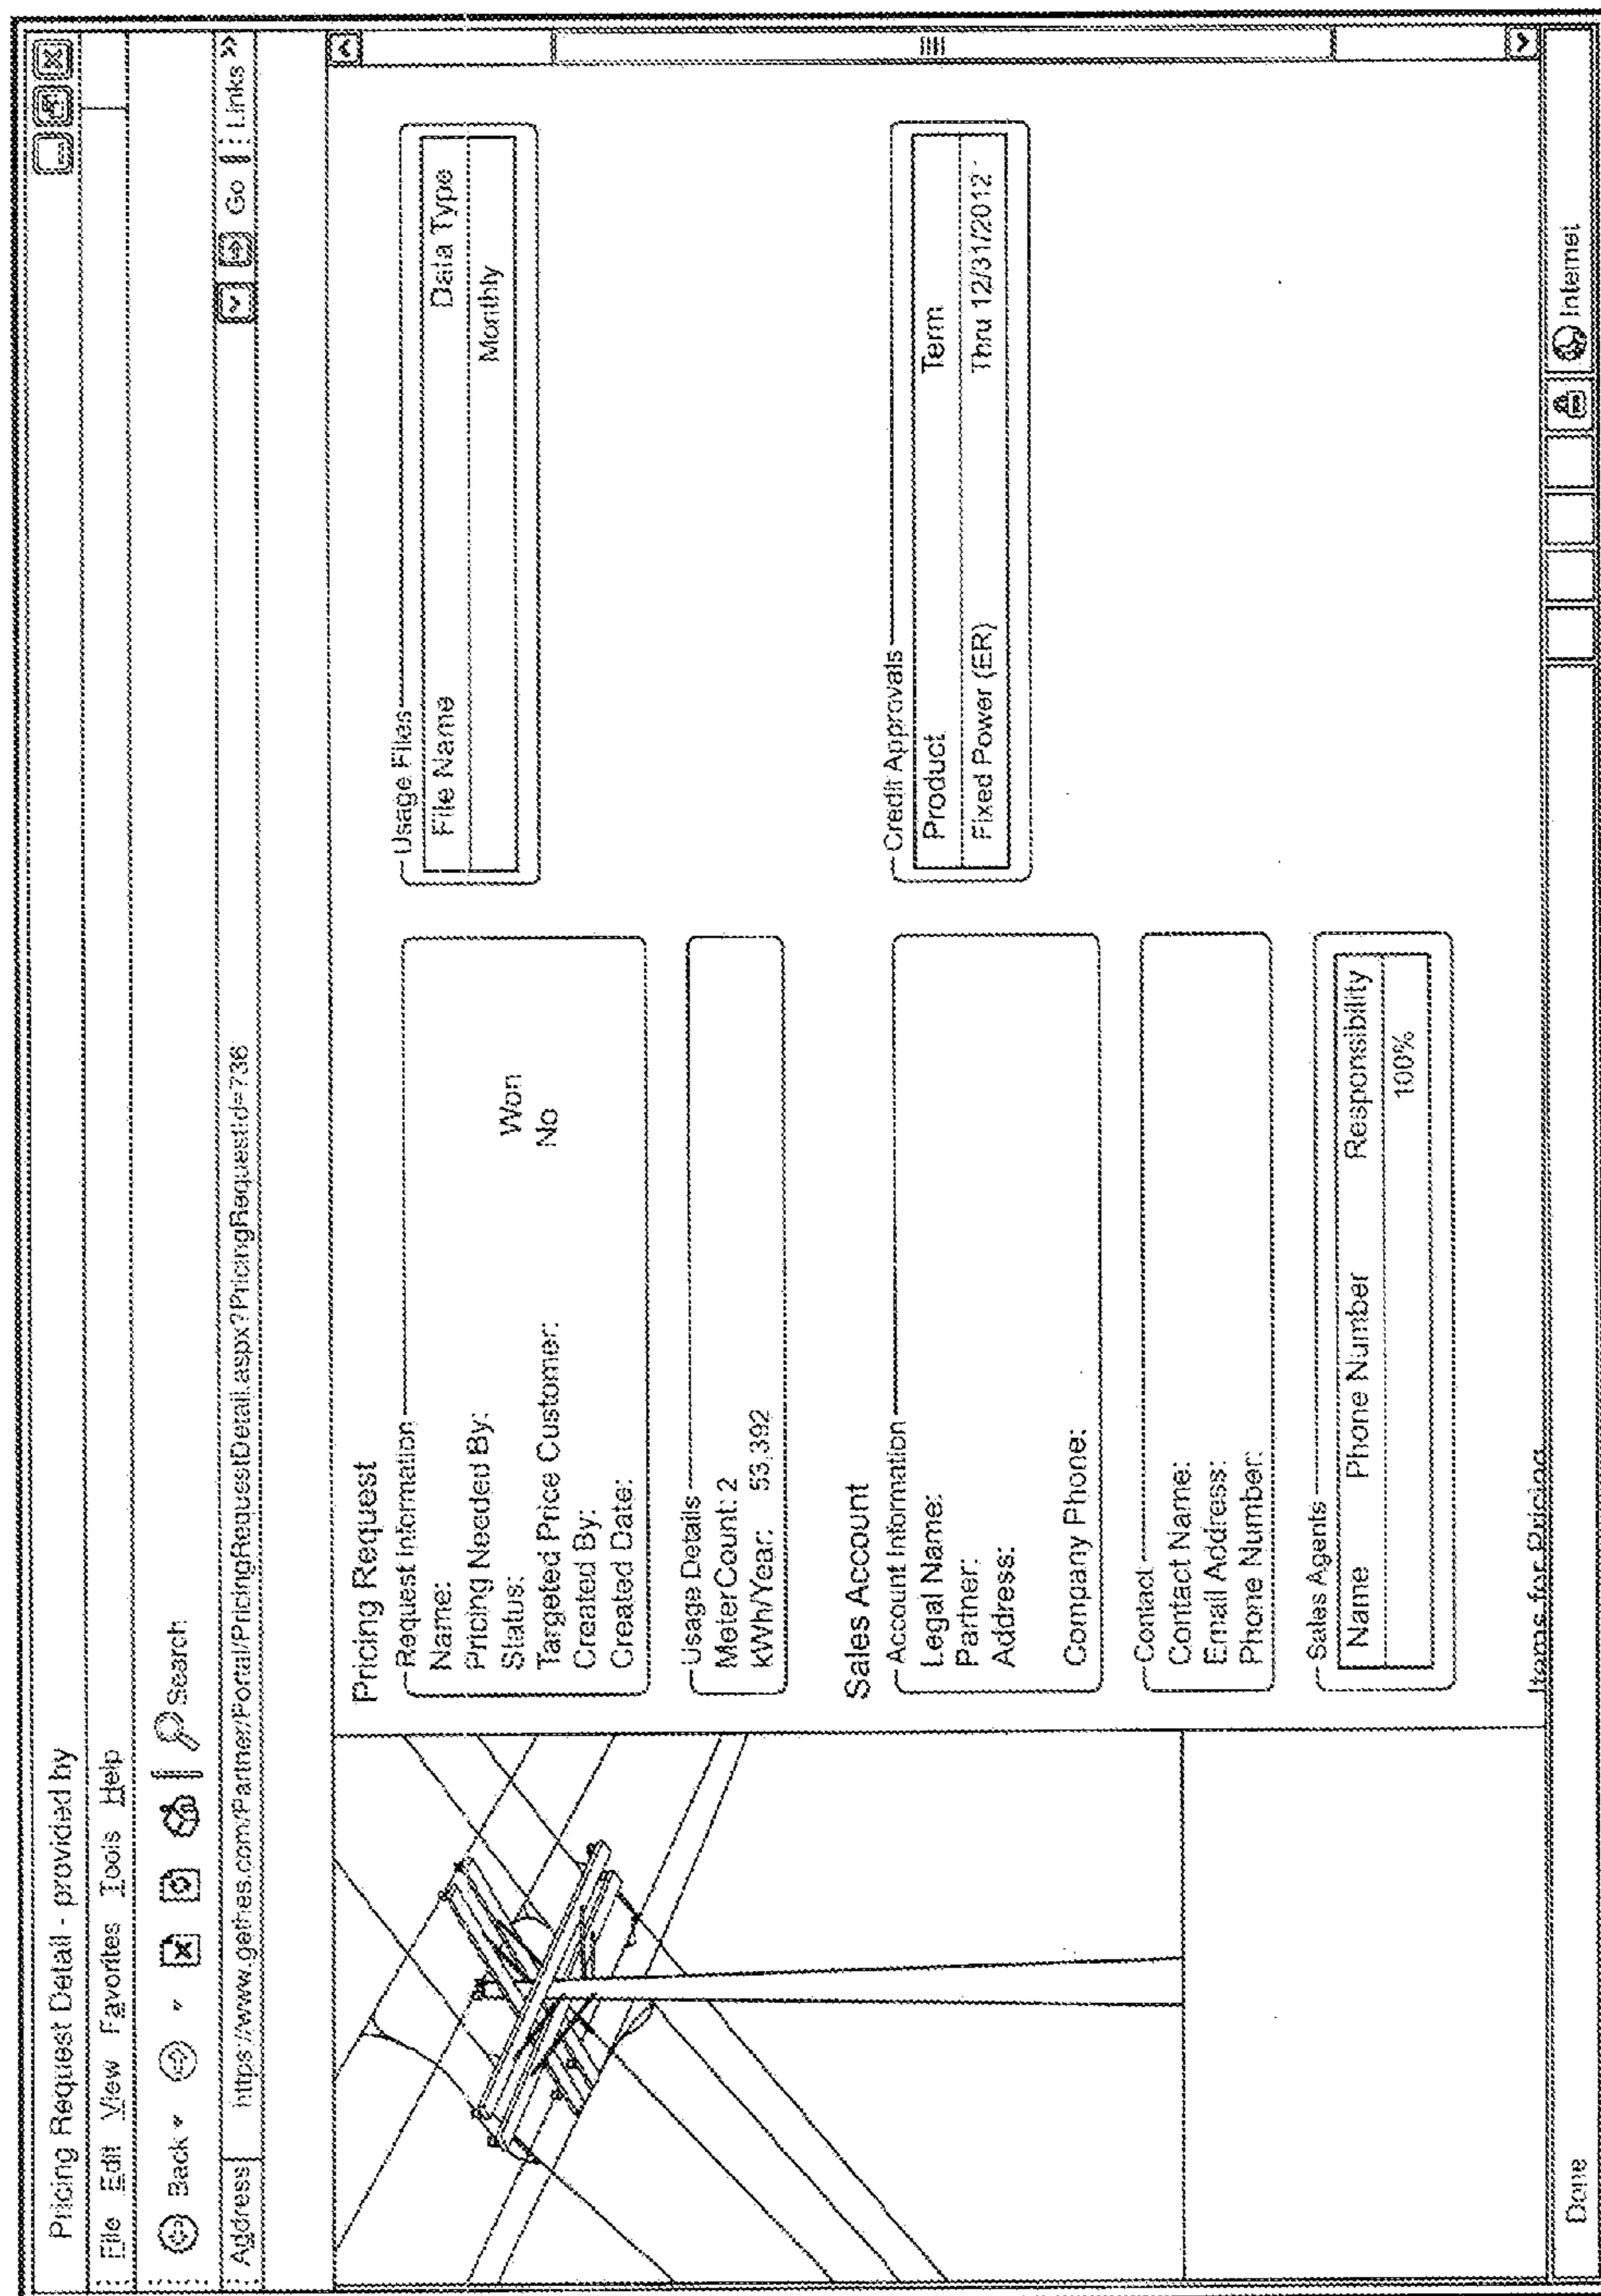 Pricing Request Detail - provided by
File Edit View Favorites Tools Help
Back Search
Address https://www.gethes.com/Partner/Portal/PricingRequestDetail.aspx?PricingRequestId=736 Go Links »
Pricing Request
Request Information
Name:
Pricing Needed By:
Status: Won
Targeted Price Customer: No
Created By:
Created Date:
Usage Details
MeterCount: 2
kWh/Year: 53,392
Sales Account
Account Information
Legal Name:
Partner:
Address:
Company Phone:
Contact
Contact Name:
Email Address:
Phone Number:
Sales Agents
Name Phone Number Responsibility
100%
Items for Pricing
Usage Files
File Name Data Type
Monthly
Credit Approvals
Product Term
Fixed Power (ER) Thru 12/31/2012
Done Internet